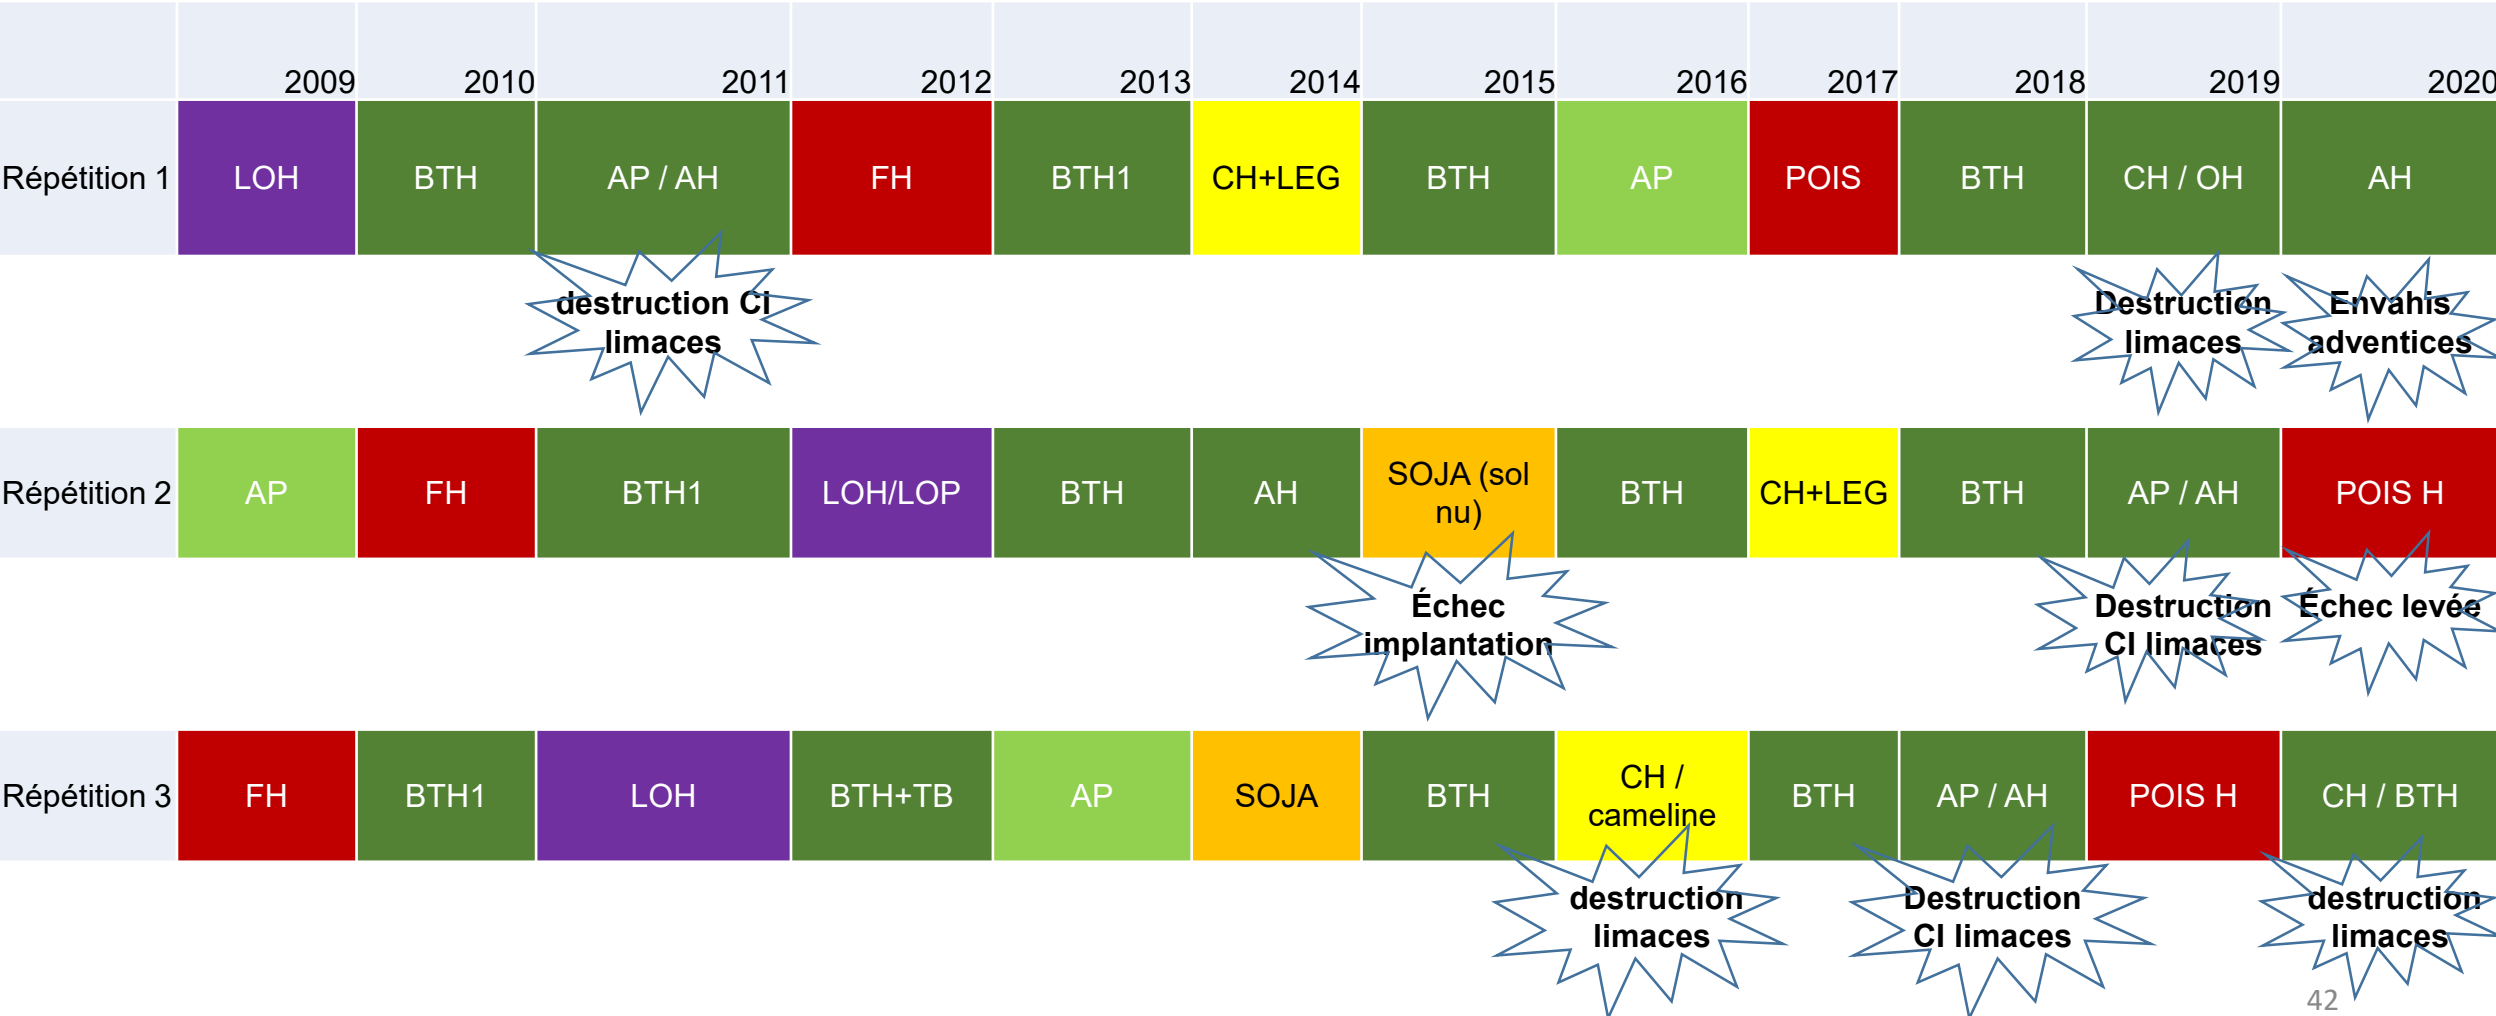 2009 2010 2011 2012 2013 2014 2015 2016 2017 2018 2019 2020
Répétition 1 LOH BTH AP / AH FH BTH1 CH+LEG BTH AP POIS BTH CH / OH AH
destruction CI
limaces
Destruction
limaces
Envahis
adventices
Répétition 2 AP FH BTH1 LOH/LOP BTH AH SOJA (sol
nu) BTH CH+LEG BTH AP / AH POIS H
Échec
implantation
Destruction
CI limaces
Échec levée
Répétition 3 FH BTH1 LOH BTH+TB AP SOJA BTH CH /
cameline BTH AP / AH POIS H CH / BTH
destruction
limaces
Destruction
CI limaces
destruction
limaces
42